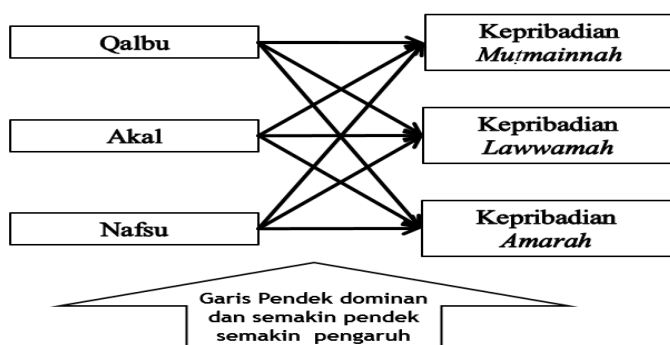 Qalbu
Akal
Nafsu
Kepribadian
Muṭmainnah
Kepribadian
Lawwamah
Kepribadian
Amarah
Garis Pendek dominan
dan semakin pendek
semakin pengaruh